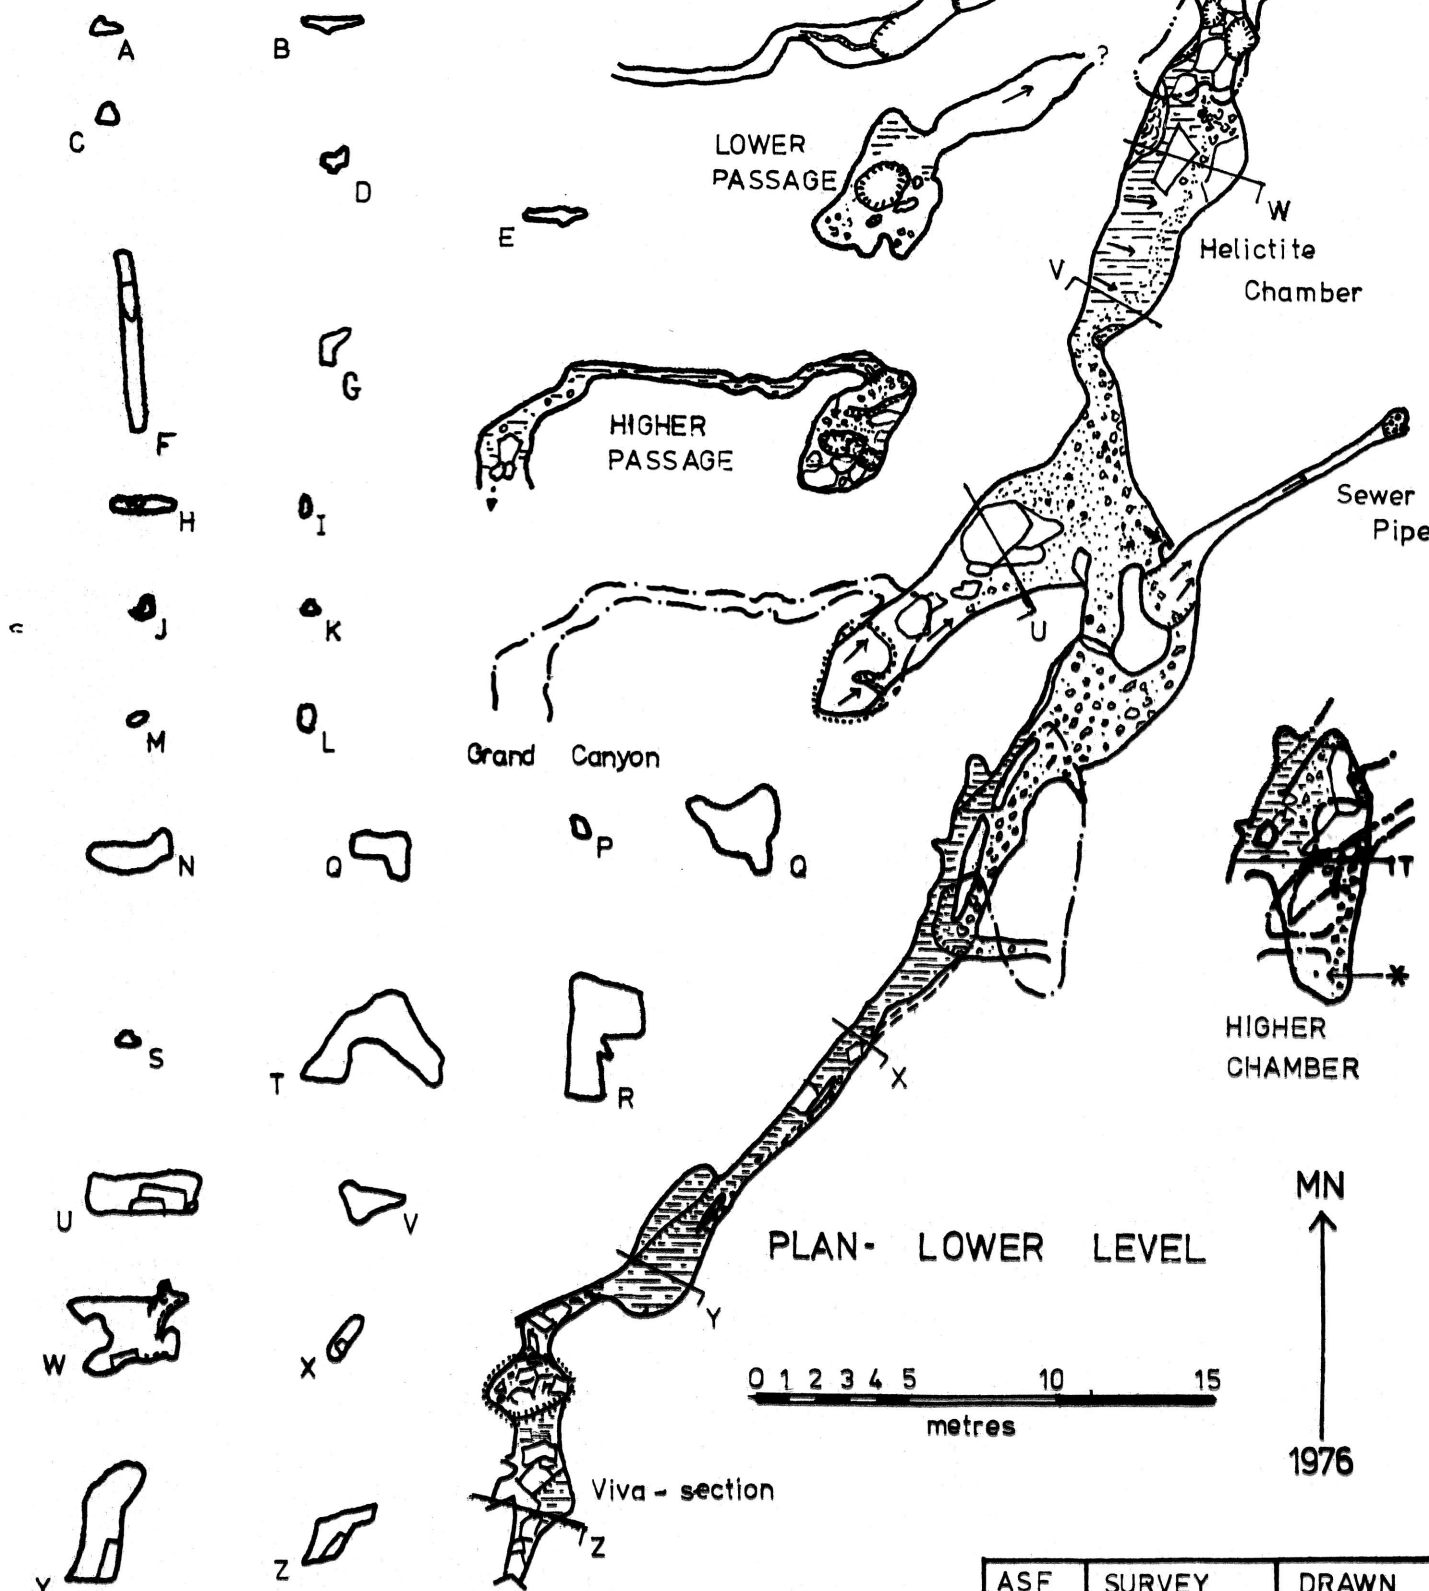 A
B
C
D
E
F
G
H
I
J
K
M
L
N
Q
P
Q
S
T
R
U
V
W
X
Y
Z
LOWER
PASSAGE
?
W
Helictite
Chamber
V
HIGHER
PASSAGE
Sewer
Pipe
U
Grand Canyon
T
X
HIGHER
CHAMBER
X
Y
PLAN- LOWER LEVEL
MN
1976
0 1 2 3 4 5 10 15
metres
Viva - section
Z
ASF
SURVEY
DRAWN